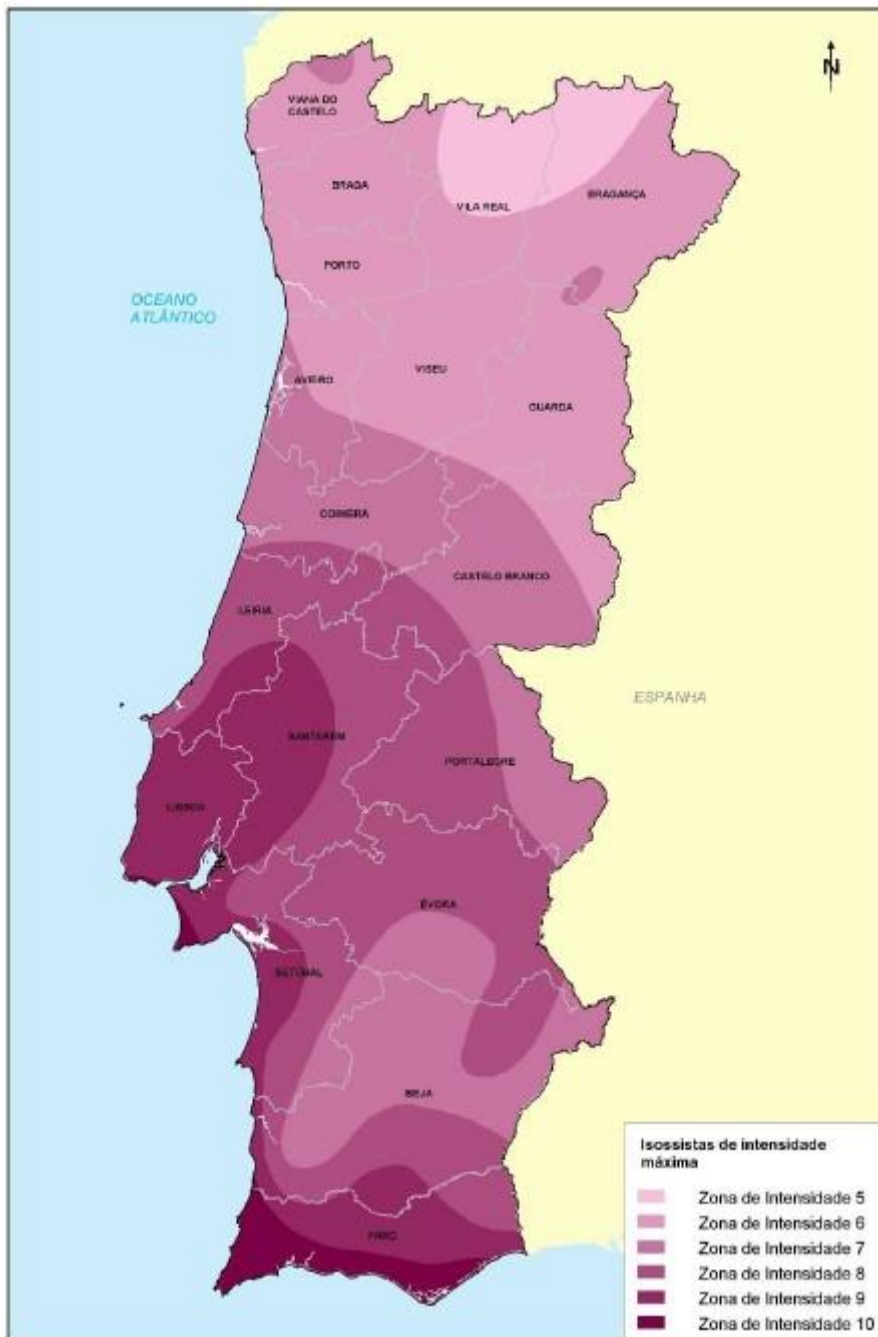 N
VIANA DO
CASTELO
BRAGA
VILA REAL
BRAGANÇA
PORTO
OCEANO
ATLÂNTICO
AVEIRO
VISEU
GUARDA
COIMBRA
CASTELO BRANCO
LEIRIA
ESPANHA
SANTARÉM
PORTALEGRE
LISBOA
ÉVORA
SETÚBAL
BEJA
FARO
Isossistas de intensidade
máxima
Zona de Intensidade 5
Zona de Intensidade 6
Zona de Intensidade 7
Zona de Intensidade 8
Zona de Intensidade 9
Zona de Intensidade 10